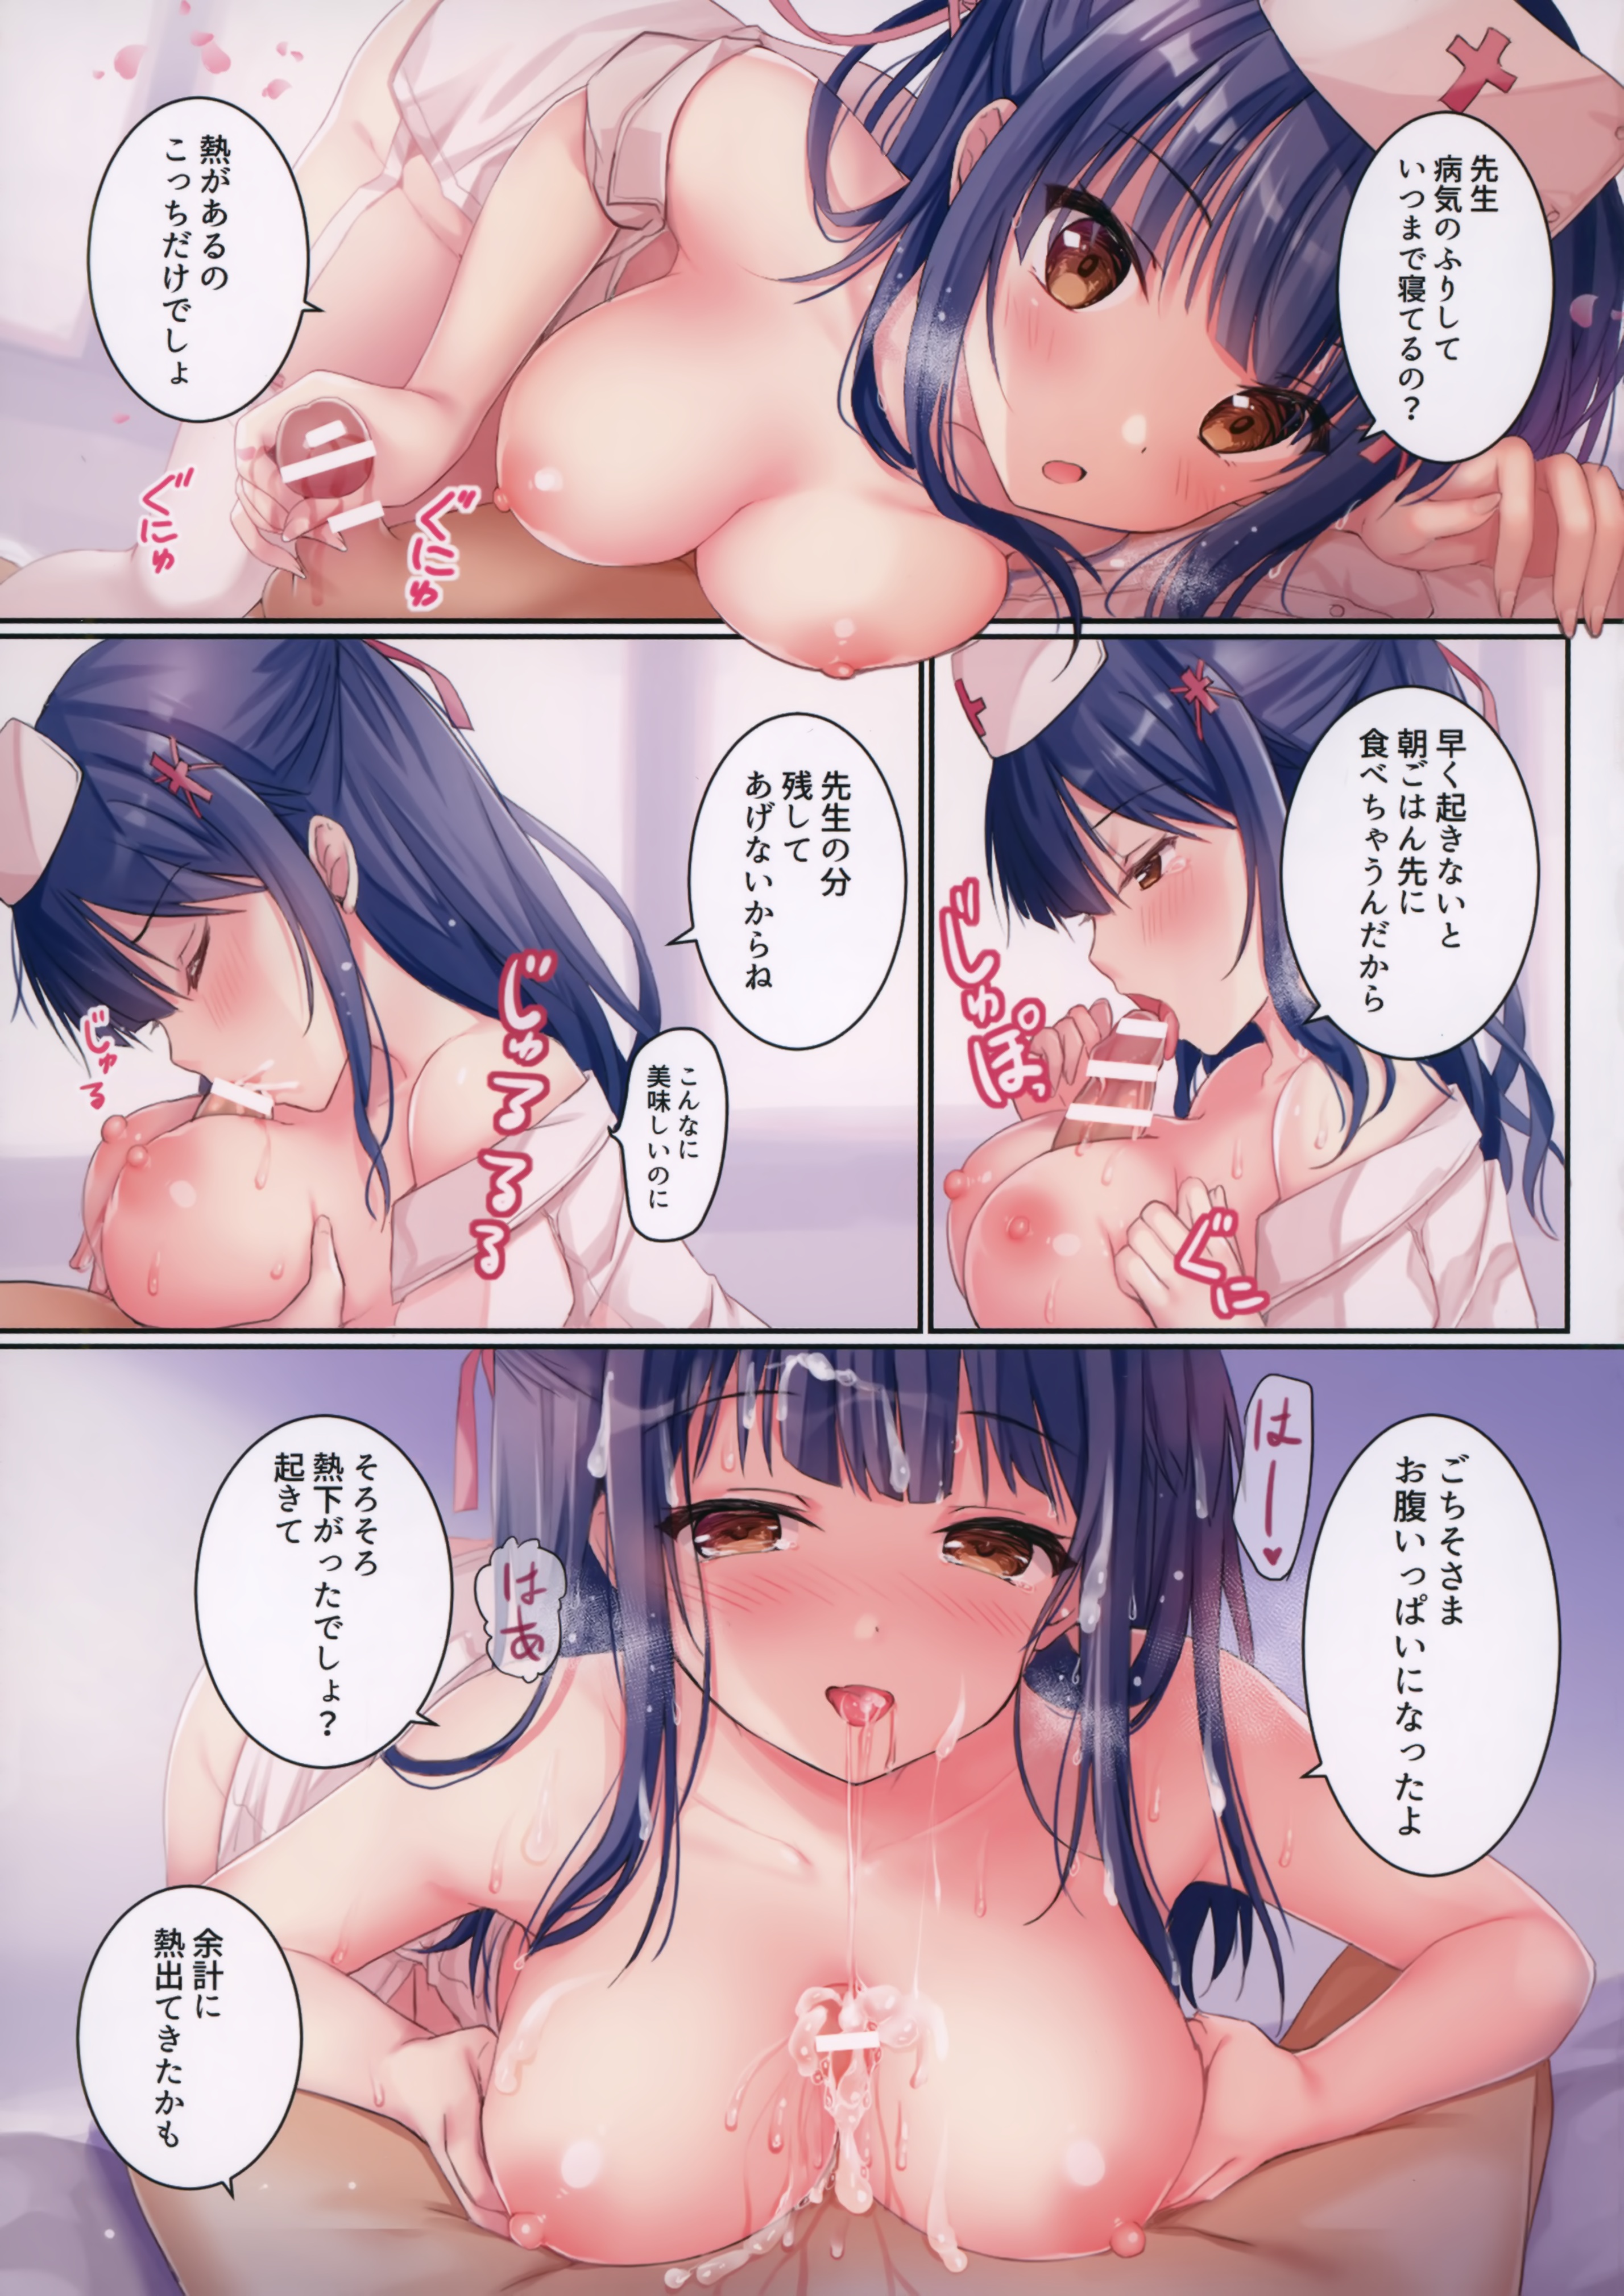 先生
病気のふりして
いつまで寝てるの？
熱があるの
こっちだけでしょ
ぐにゅ
ぐにゅ
早く起きないと
朝ごはん先に
食べちゃうんだから
じゅぽっ
ぐに
先生の分
残して
あげないからね
こんなに
美味しいのに
じゅるるる
じゅる
ごちそさま
お腹いっぱいになったよ
はー♥
はぁ
そろそろ
熱下がったでしょ？
起きて
余計に
熱出てきたかも